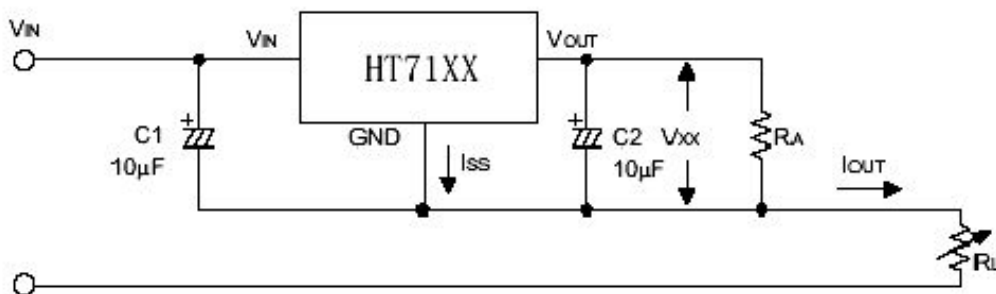 VIN
VIN
HT71XX
VOUT
GND
ISS
C1
10µF
C2
10µF
VXX
RA
IOUT
RL